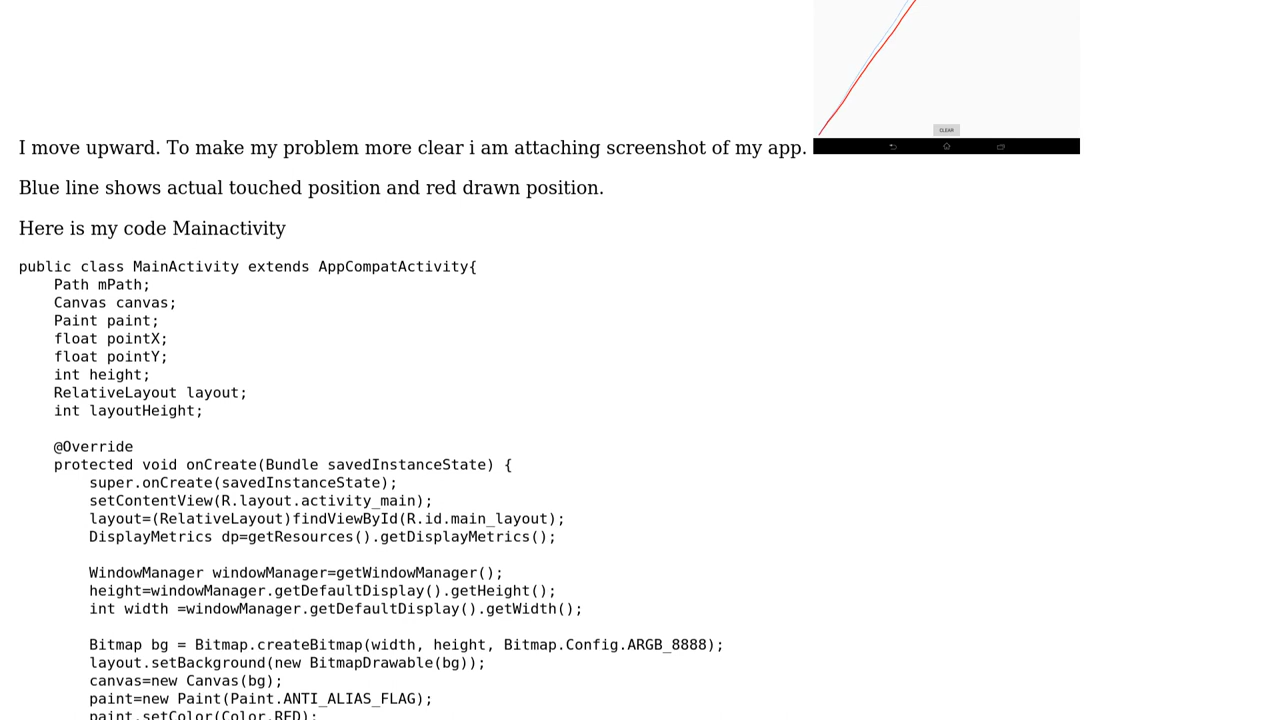 CLEAR
I move upward. To make my problem more clear i am attaching screenshot of my app.
Blue line shows actual touched position and red drawn position.
Here is my code Mainactivity
public class MainActivity extends AppCompatActivity{
    Path mPath;
    Canvas canvas;
    Paint paint;
    float pointX;
    float pointY;
    int height;
    RelativeLayout layout;
    int layoutHeight;
    @Override
    protected void onCreate(Bundle savedInstanceState) {
        super.onCreate(savedInstanceState);
        setContentView(R.layout.activity_main);
        layout=(RelativeLayout)findViewById(R.id.main_layout);
        DisplayMetrics dp=getResources().getDisplayMetrics();
        WindowManager windowManager=getWindowManager();
        height=windowManager.getDefaultDisplay().getHeight();
        int width =windowManager.getDefaultDisplay().getWidth();
        Bitmap bg = Bitmap.createBitmap(width, height, Bitmap.Config.ARGB_8888);
        layout.setBackground(new BitmapDrawable(bg));
        canvas=new Canvas(bg);
        paint=new Paint(Paint.ANTI_ALIAS_FLAG);
        paint.setColor(Color.RED);